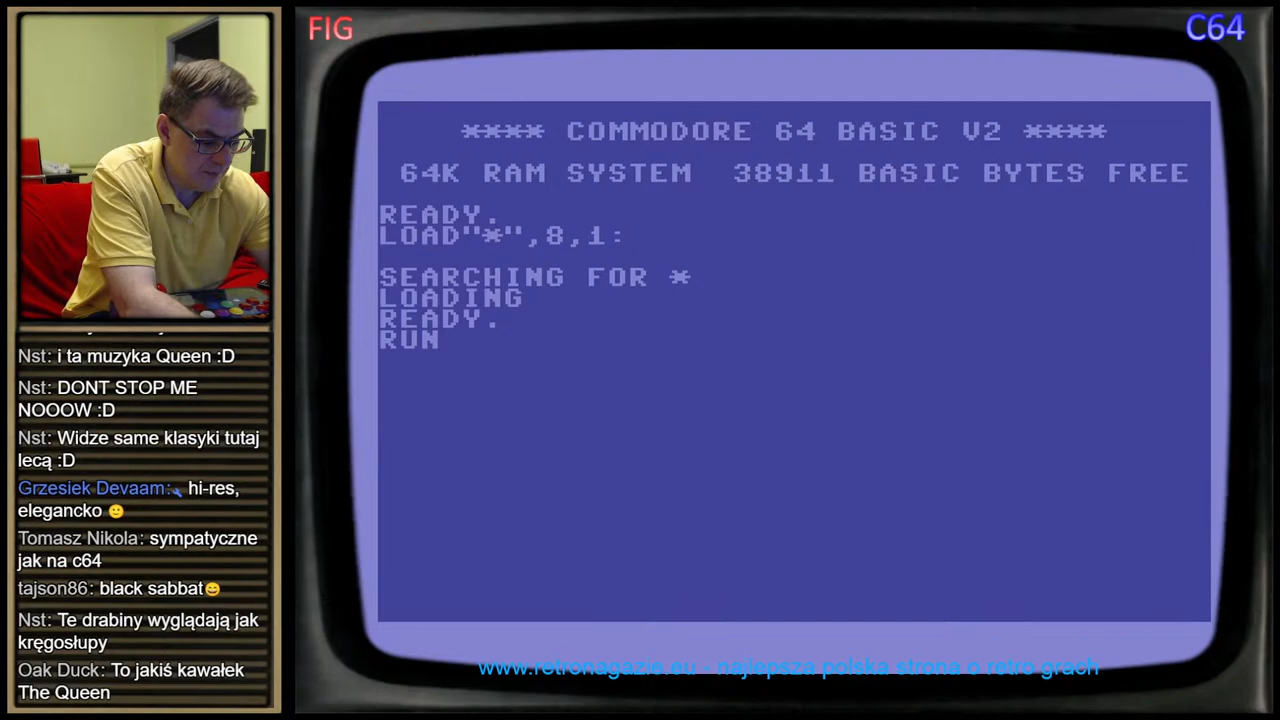 FIG
C64
**** COMMODORE 64 BASIC V2 ****
64K RAM SYSTEM  38911 BASIC BYTES FREE
READY.
LOAD"*",8,1:
SEARCHING FOR *
LOADING
READY.
RUN
www.retronagazie.eu - najlepsza polska strona o retro grach
Nst: i ta muzyka Queen :D
Nst: DONT STOP ME
NOOOW :D
Nst: Widze same klasyki tutaj
lecą :D
Grzesiek Devaam: hi-res,
elegancko 🙂
Tomasz Nikola: sympatyczne
jak na c64
tajson86: black sabbat😄
Nst: Te drabiny wyglądają jak
kręgosłupy
Oak Duck: To jakiś kawałek
The Queen